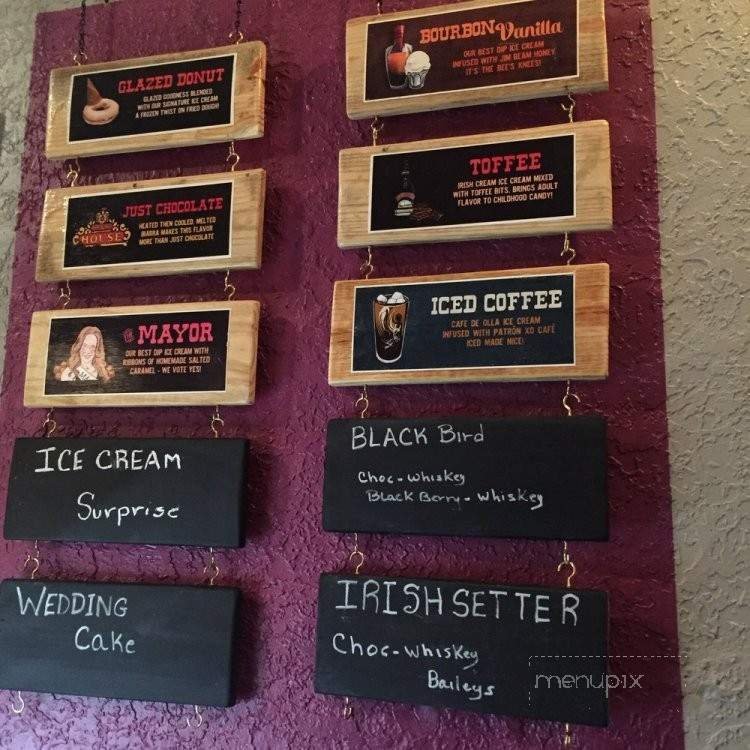 GLAZED DONUT
GLAZED GOODNESS BLENDED
WITH OUR SIGNATURE ICE CREAM
A FROZEN TWIST ON FRIED DOUGH!
JUST CHOCOLATE
HOUSE
HEATED THEN COOLED, MELTED
IBARRA MAKES THIS FLAVOR
MORE THAN JUST CHOCOLATE
MAYOR
OUR BEST DIP ICE CREAM WITH
RIBBONS OF HOMEMADE SALTED
CARAMEL - WE VOTE YES!
ICE CREAM
Surprise
WEDDING
Cake
BOURBON Vanilla
OUR BEST DIP ICE CREAM
INFUSED WITH JIM BEAM HONEY
IT'S THE BEE'S KNEES!
TOFFEE
IRISH CREAM ICE CREAM MIXED
WITH TOFFEE BITS, BRINGS ADULT
FLAVOR TO CHILDHOOD CANDY!
ICED COFFEE
CAFE DE OLLA ICE CREAM
INFUSED WITH PATRÓN XO CAFÉ
ICED MADE NICE!
BLACK Bird
Choc - whiskey
Black Berry - whiskey
IRISH SETTER
Choc - whiskey
Baileys
menupix